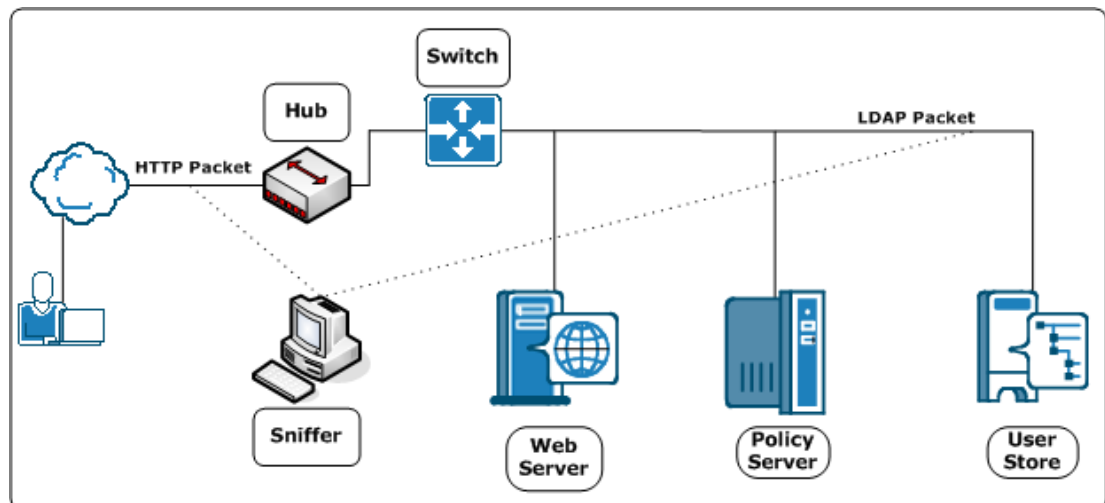 Switch
Hub
LDAP Packet
HTTP Packet
Sniffer
Web
Server
Policy
Server
User
Store